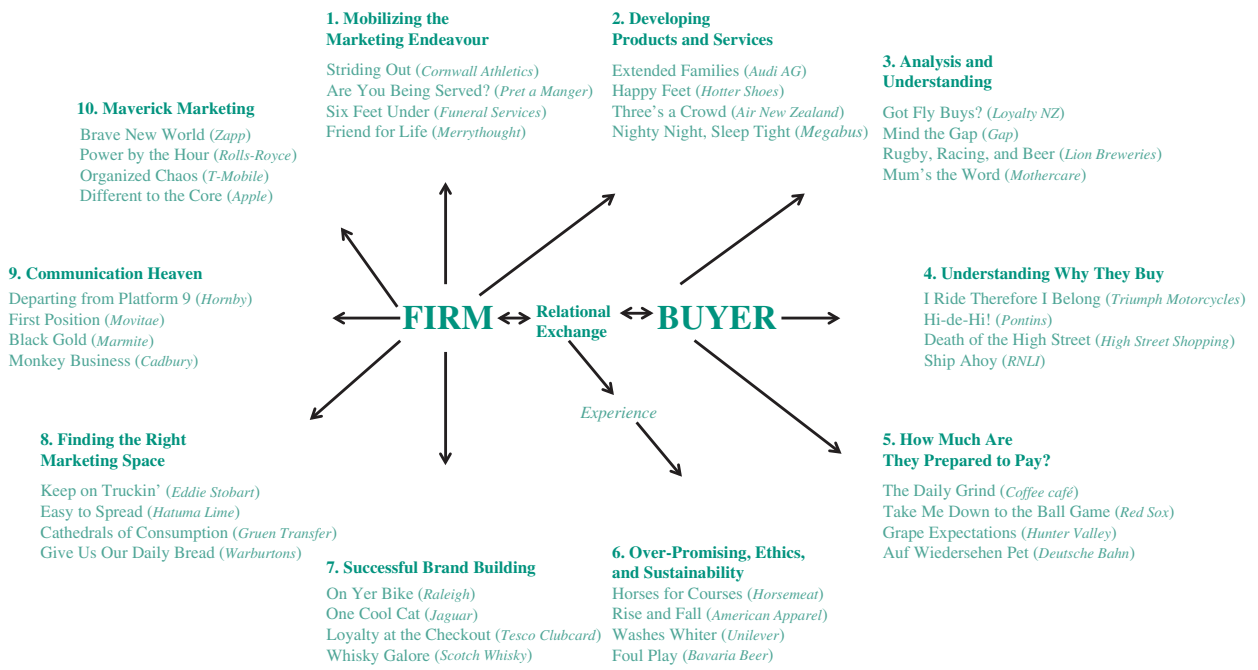 1. Mobilizing the
Marketing Endeavour
Striding Out (Cornwall Athletics)
Are You Being Served? (Pret a Manger)
Six Feet Under (Funeral Services)
Friend for Life (Merrythought)
2. Developing
Products and Services
Extended Families (Audi AG)
Happy Feet (Hotter Shoes)
Three's a Crowd (Air New Zealand)
Nighty Night, Sleep Tight (Megabus)
3. Analysis and
Understanding
Got Fly Buys? (Loyalty NZ)
Mind the Gap (Gap)
Rugby, Racing, and Beer (Lion Breweries)
Mum's the Word (Mothercare)
10. Maverick Marketing
Brave New World (Zapp)
Power by the Hour (Rolls-Royce)
Organized Chaos (T-Mobile)
Different to the Core (Apple)
9. Communication Heaven
Departing from Platform 9 (Hornby)
First Position (Movitae)
Black Gold (Marmite)
Monkey Business (Cadbury)
FIRM
Relational
Exchange
BUYER
Experience
4. Understanding Why They Buy
I Ride Therefore I Belong (Triumph Motorcycles)
Hi-de-Hi! (Pontins)
Death of the High Street (High Street Shopping)
Ship Ahoy (RNLI)
8. Finding the Right
Marketing Space
Keep on Truckin' (Eddie Stobart)
Easy to Spread (Hatuma Lime)
Cathedrals of Consumption (Gruen Transfer)
Give Us Our Daily Bread (Warburtons)
5. How Much Are
They Prepared to Pay?
The Daily Grind (Coffee café)
Take Me Down to the Ball Game (Red Sox)
Grape Expectations (Hunter Valley)
Auf Wiedersehen Pet (Deutsche Bahn)
7. Successful Brand Building
On Yer Bike (Raleigh)
One Cool Cat (Jaguar)
Loyalty at the Checkout (Tesco Clubcard)
Whisky Galore (Scotch Whisky)
6. Over-Promising, Ethics,
and Sustainability
Horses for Courses (Horsemeat)
Rise and Fall (American Apparel)
Washes Whiter (Unilever)
Foul Play (Bavaria Beer)